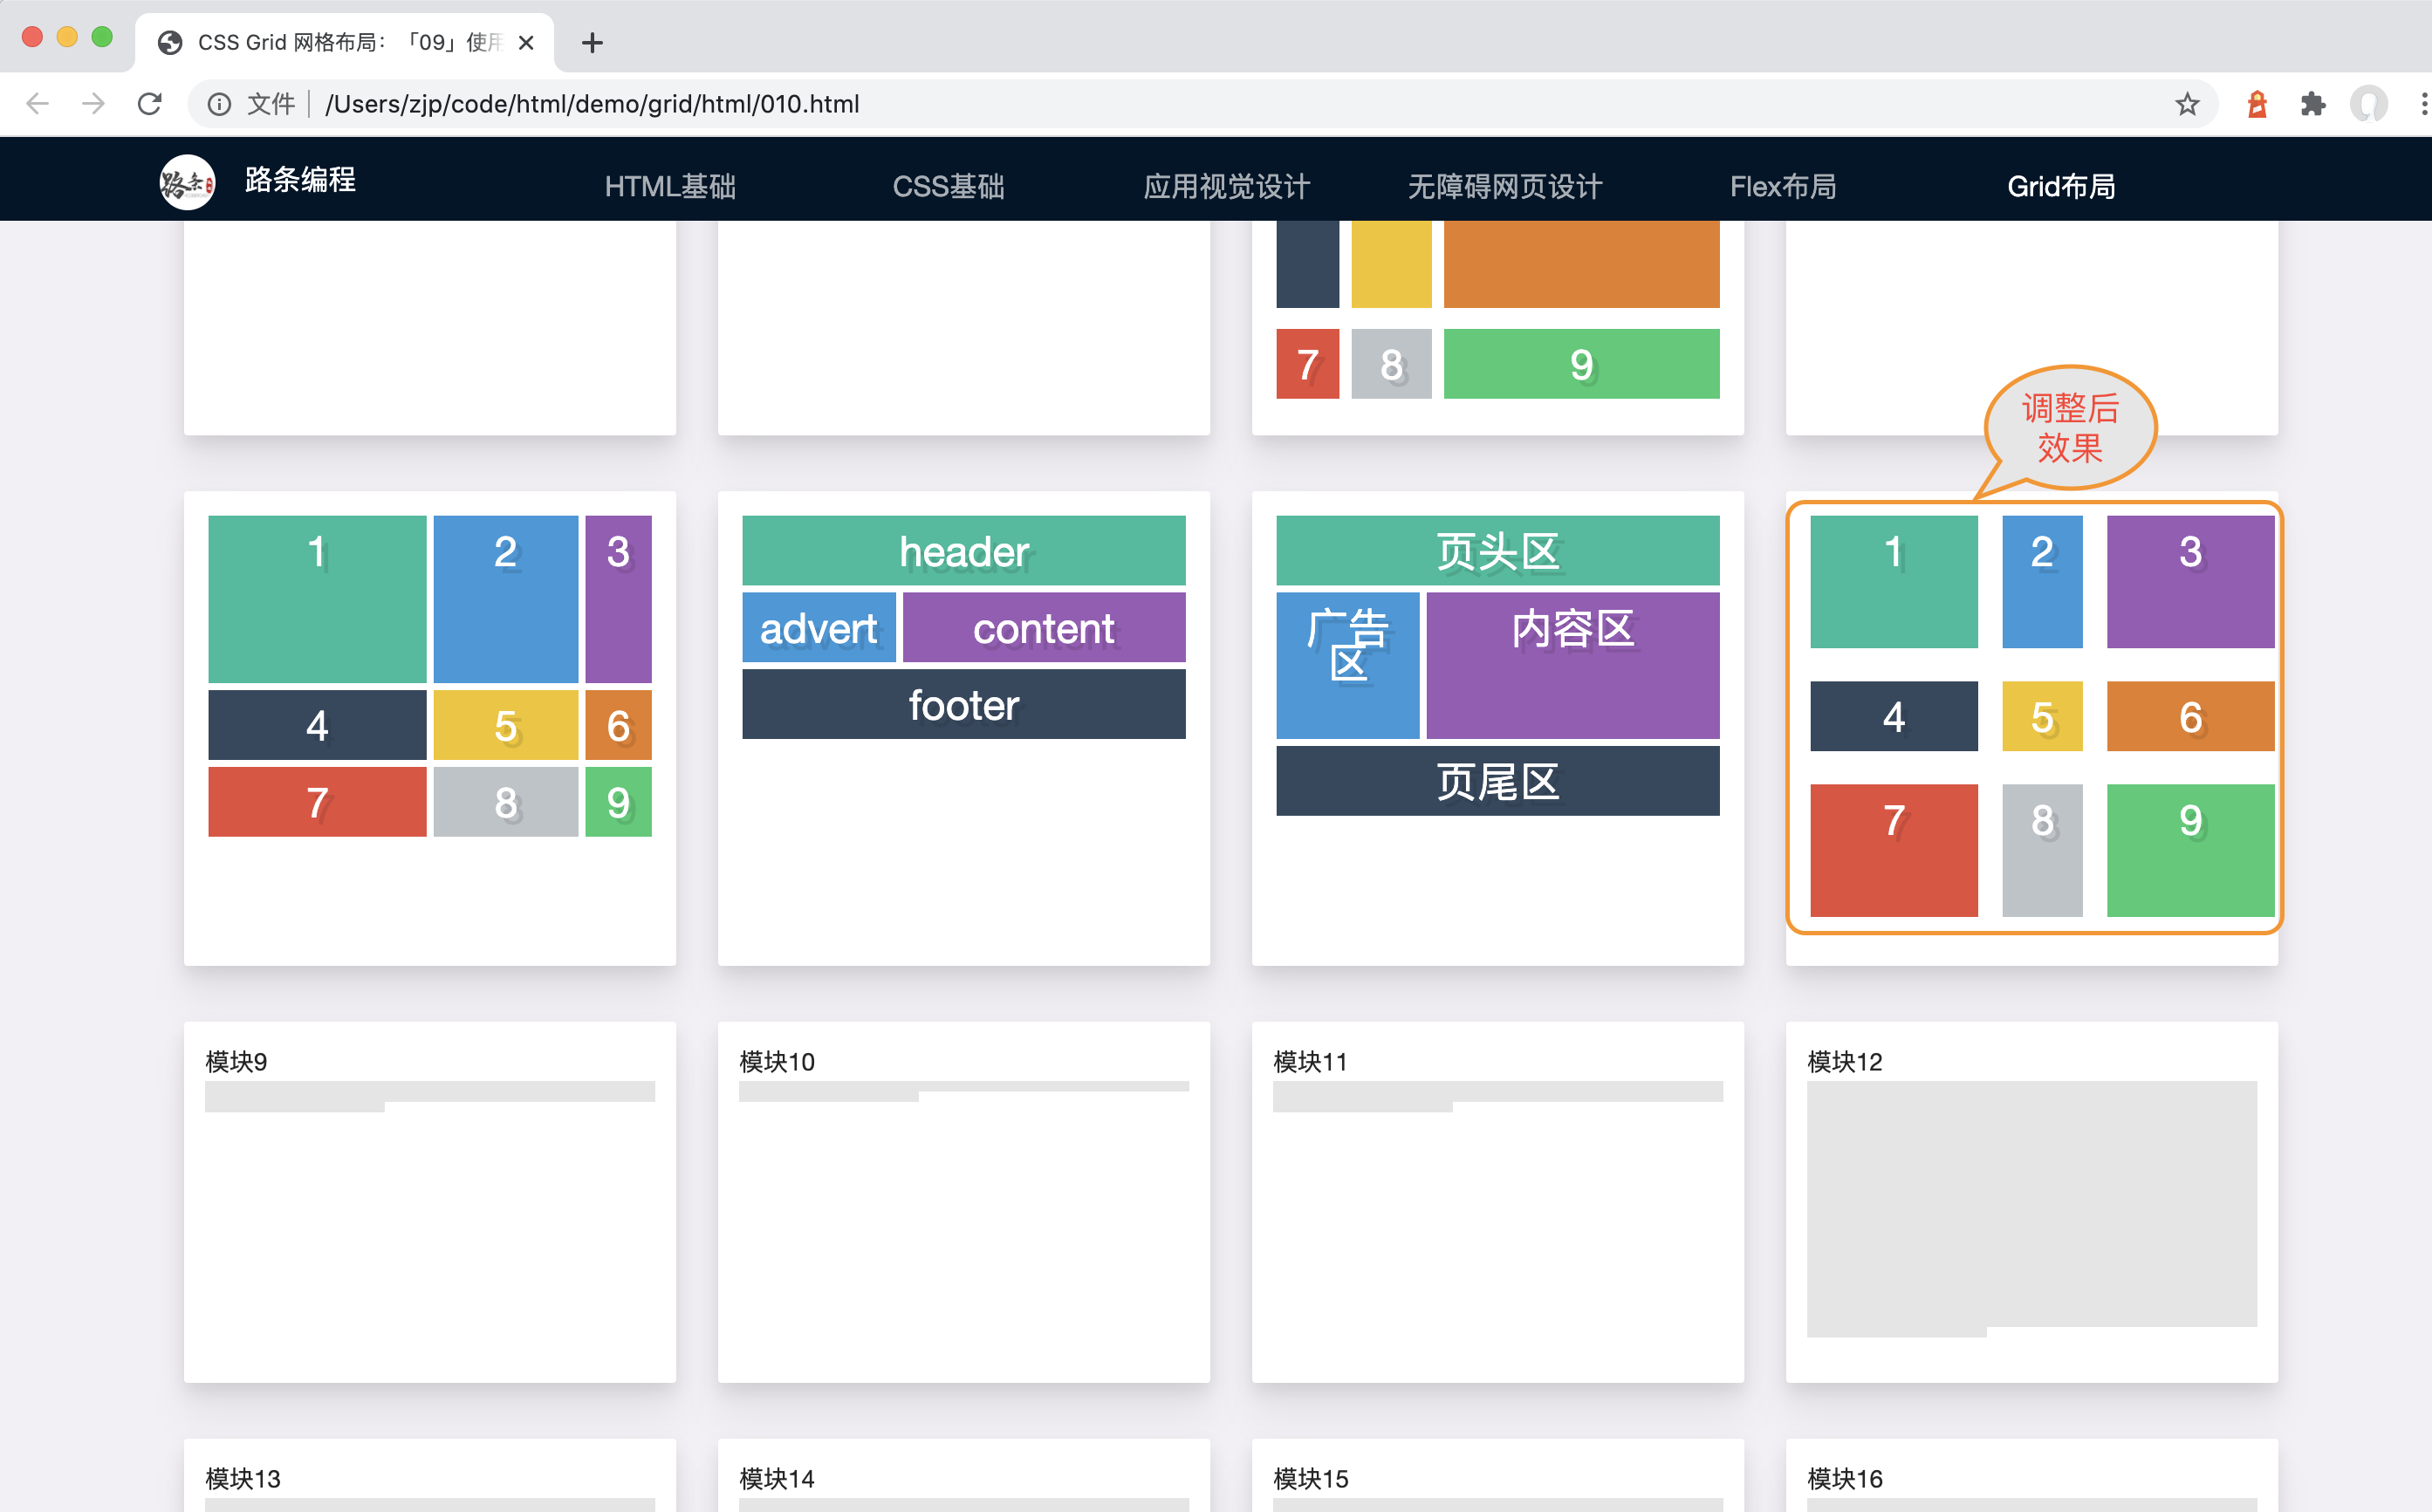 CSS Grid 网格布局：「09」使用
文件 /Users/zjp/code/html/demo/grid/html/010.html
路条
路条编程 HTML基础 CSS基础 应用视觉设计 无障碍网页设计 Flex布局 Grid布局
7 8 9
调整后
效果
1 2 3
4 5 6
7 8 9
header
advert content
footer
页头区
广告
区
内容区
页尾区
1 2 3
4 5 6
7 8 9
模块9 模块10 模块11 模块12
模块13 模块14 模块15 模块16